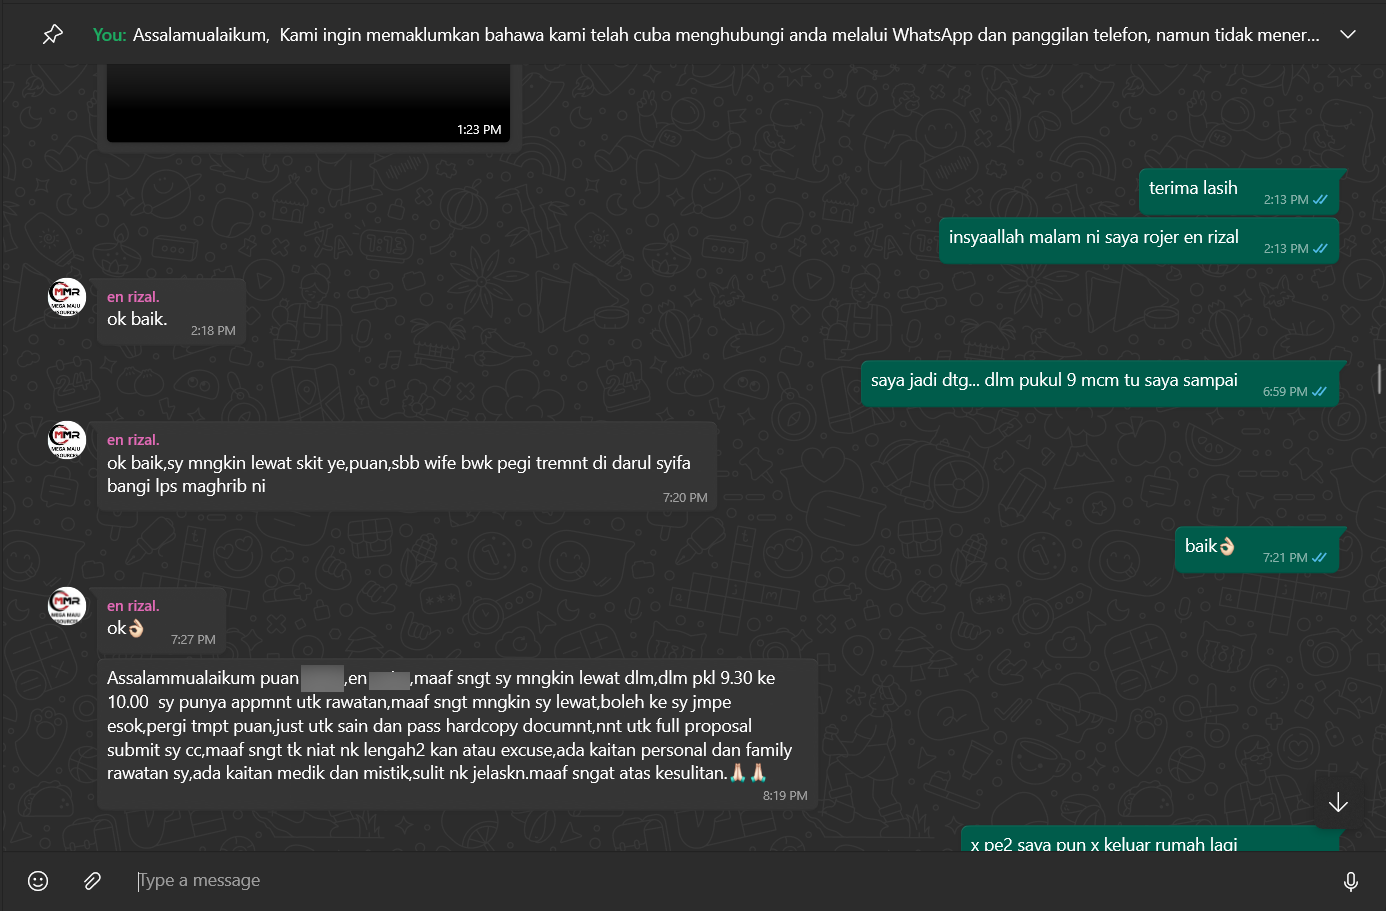 You: Assalamualaikum,  Kami ingin memaklumkan bahawa kami telah cuba menghubungi anda melalui WhatsApp dan panggilan telefon, namun tidak mener...
1:23 PM
terima lasih
2:13 PM
insyaallah malam ni saya rojer en rizal
2:13 PM
MMR
MEGA MAJU
en rizal.
ok baik.
2:18 PM
saya jadi dtg... dlm pukul 9 mcm tu saya sampai
6:59 PM
MMR
MEGA MAJU
en rizal.
ok baik,sy mngkin lewat skit ye,puan,sbb wife bwk pegi tremnt di darul syifa
bangi lps maghrib ni
7:20 PM
baik👌🏻
7:21 PM
MMR
MEGA MAJU
en rizal.
ok👌🏻
7:27 PM
Assalammualaikum puan ,en ,maaf sngt sy mngkin lewat dlm,dlm pkl 9.30 ke
10.00  sy punya appmnt utk rawatan,maaf sngt mngkin sy lewat,boleh ke sy jmpe
esok,pergi tmpt puan,just utk sain dan pass hardcopy documnt,nnt utk full proposal
submit sy cc,maaf sngt tk niat nk lengah2 kan atau excuse,ada kaitan personal dan family
rawatan sy,ada kaitan medik dan mistik,sulit nk jelaskn.maaf sngat atas kesulitan.🙏🏻🙏🏻
8:19 PM
x pe2 saya pun x keluar rumah lagi
Type a message